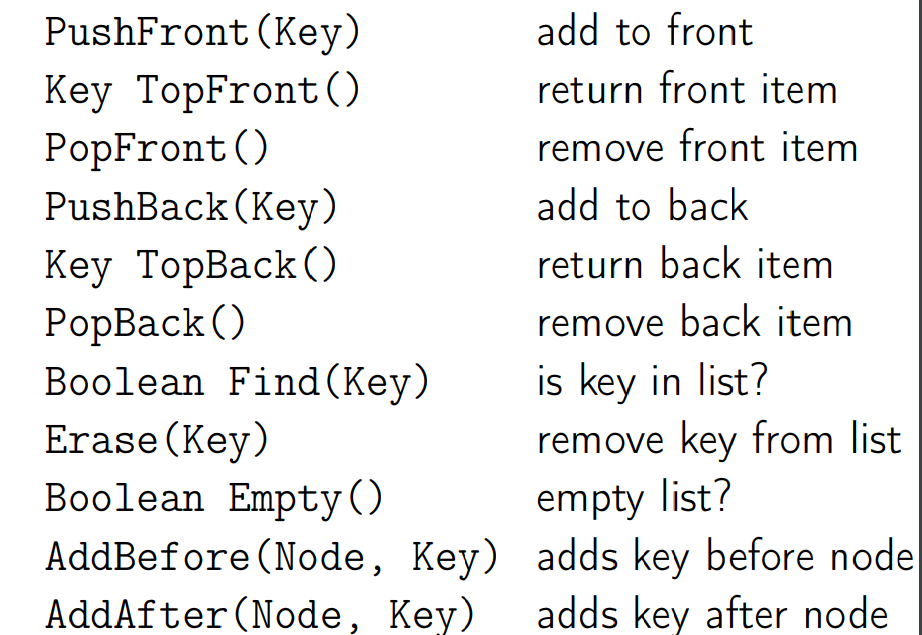 PushFront(Key) add to front
Key TopFront() return front item
PopFront() remove front item
PushBack(Key) add to back
Key TopBack() return back item
PopBack() remove back item
Boolean Find(Key) is key in list?
Erase(Key) remove key from list
Boolean Empty() empty list?
AddBefore(Node, Key) adds key before node
AddAfter(Node, Key) adds key after node